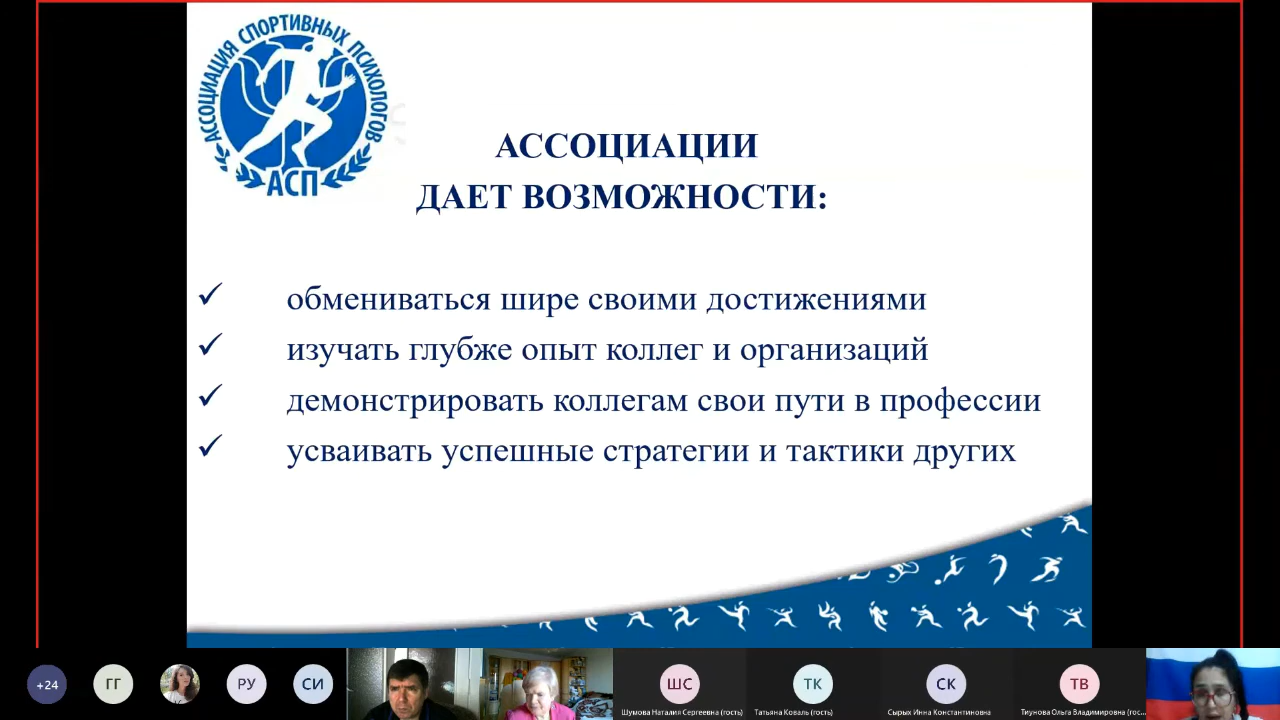 АССОЦИАЦИЯ СПОРТИВНЫХ ПСИХОЛОГОВ
АСП
АССОЦИАЦИИ
ДАЕТ ВОЗМОЖНОСТИ:
✓ обмениваться шире своими достижениями
✓ изучать глубже опыт коллег и организаций
✓ демонстрировать коллегам свои пути в профессии
✓ усваивать успешные стратегии и тактики других
+24 ГГ РУ СИ ШС ТК СК ТВ
Шумова Наталия Сергеевна (гость) Татьяна Коваль (гость) Сырых Инна Константиновна Тиунова Ольга Владимировна (гос...